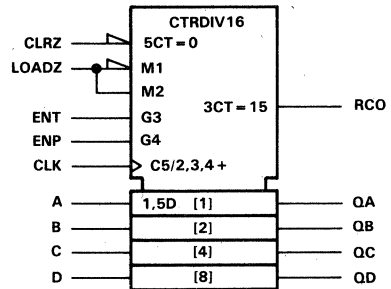 CTRDIV16
CLRZ 5CT=0
LOADZ M1
M2
3CT=15 RCO
ENT G3
ENP G4
CLK C5/2,3,4+
A 1,5D [1] QA
B [2] QB
C [4] QC
D [8] QD